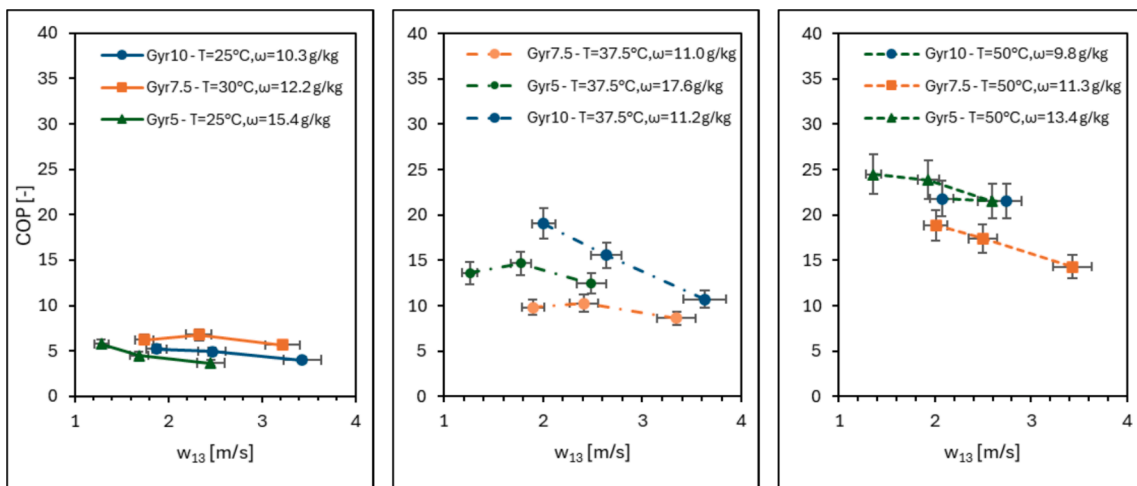 COP [-]
40
35
30
25
20
15
10
5
0
Gyr10 - T=25°C,ω=10.3 g/kg
Gyr7.5 - T=30°C,ω=12.2 g/kg
Gyr5 - T=25°C,ω=15.4 g/kg
1 2 3 4
w13 [m/s]
40
35
30
25
20
15
10
5
0
Gyr7.5 - T=37.5°C,ω=11.0 g/kg
Gyr5 - T=37.5°C,ω=17.6 g/kg
Gyr10 - T=37.5°C,ω=11.2g/kg
1 2 3 4
w13 [m/s]
40
35
30
25
20
15
10
5
0
Gyr10 - T=50°C,ω=9.8 g/kg
Gyr7.5 - T=50°C,ω=11.3 g/kg
Gyr5 - T=50°C,ω=13.4 g/kg
1 2 3 4
w13 [m/s]